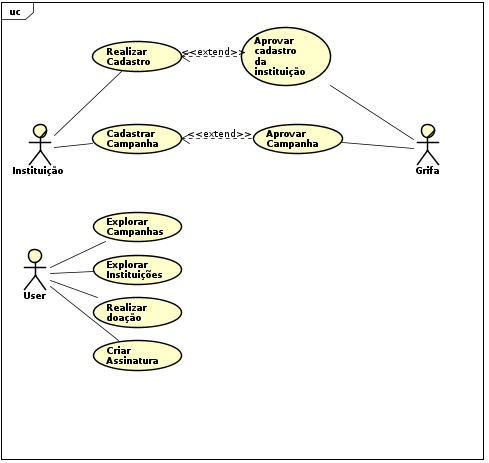 uc
Realizar
Cadastro
<<extend>>
Aprovar
cadastro
da
instituição
Cadastrar
Campanha
<<extend>>
Aprovar
Campanha
Instituição
Grifa
Explorar
Campanhas
Explorar
Instituições
User
Realizar
doação
Criar
Assinatura